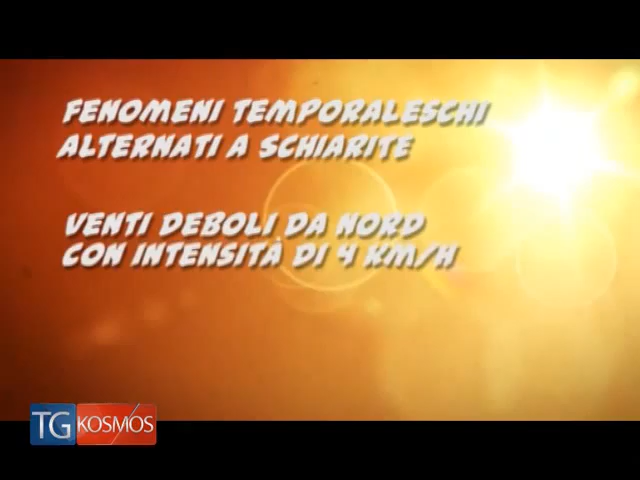 FENOMENI TEMPORALESCHI
ALTERNATI A SCHIARITE
VENTI DEBOLI DA NORD
CON INTENSITÀ DI 4 KM/H
TG KOSMOS